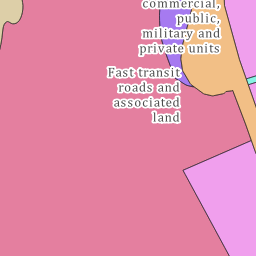 commercial,
public,
military and
private units
Fast transit
roads and
associated
land